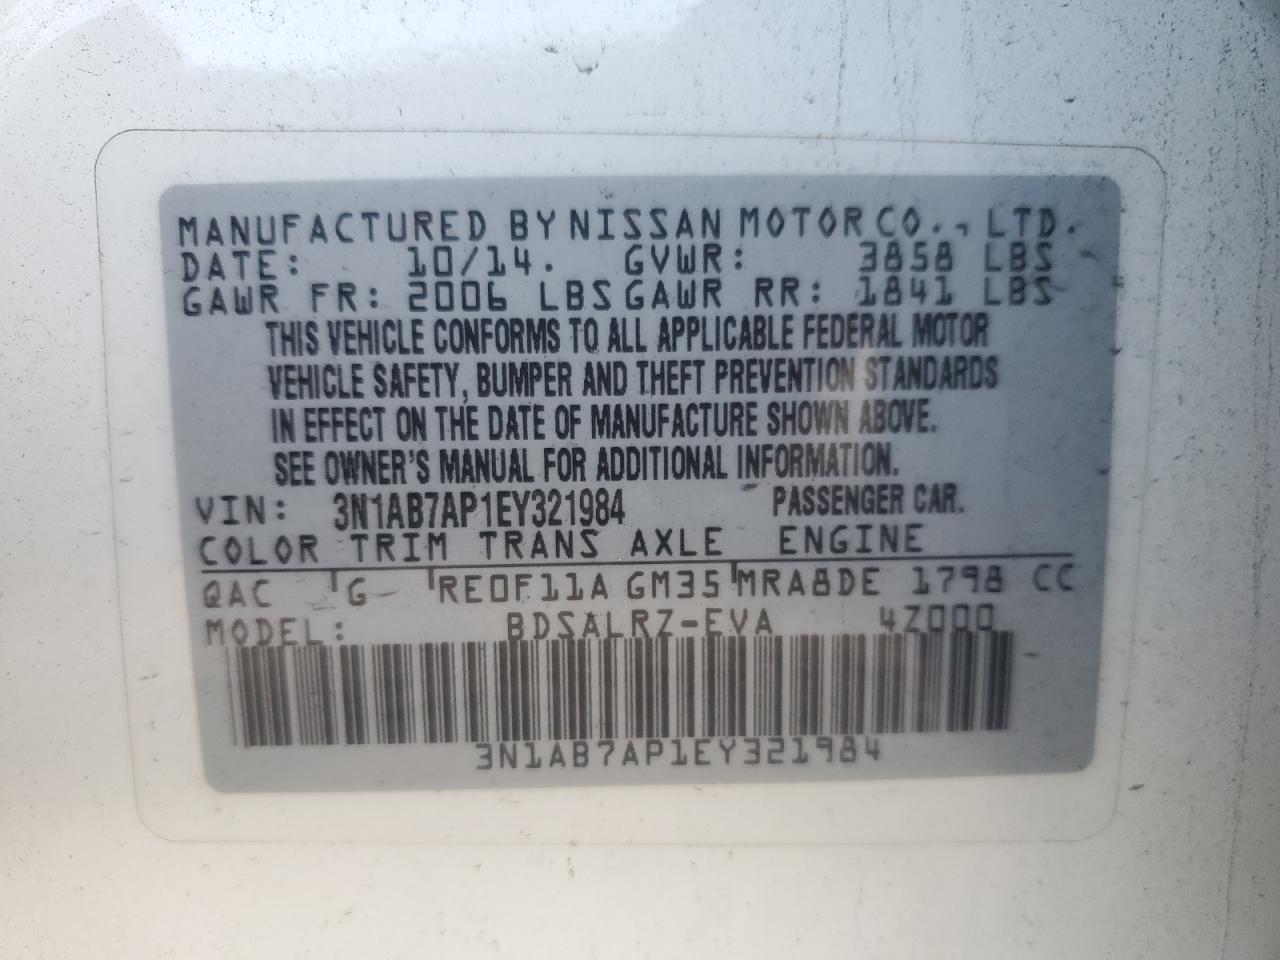 MANUFACTURED BY NISSAN MOTOR CO., LTD.
DATE: 10/14. GVWR: 3858 LBS
GAWR FR: 2006 LBS GAWR RR: 1841 LBS
THIS VEHICLE CONFORMS TO ALL APPLICABLE FEDERAL MOTOR
VEHICLE SAFETY, BUMPER AND THEFT PREVENTION STANDARDS
IN EFFECT ON THE DATE OF MANUFACTURE SHOWN ABOVE.
SEE OWNER'S MANUAL FOR ADDITIONAL INFORMATION.
VIN: 3N1AB7AP1EY321984 PASSENGER CAR.
COLOR TRIM TRANS AXLE ENGINE
QAC G RE0F11A GM35 MRA8DE 1798 CC
MODEL: BDSALRZ-EVA 4Z000
3N1AB7AP1EY321984